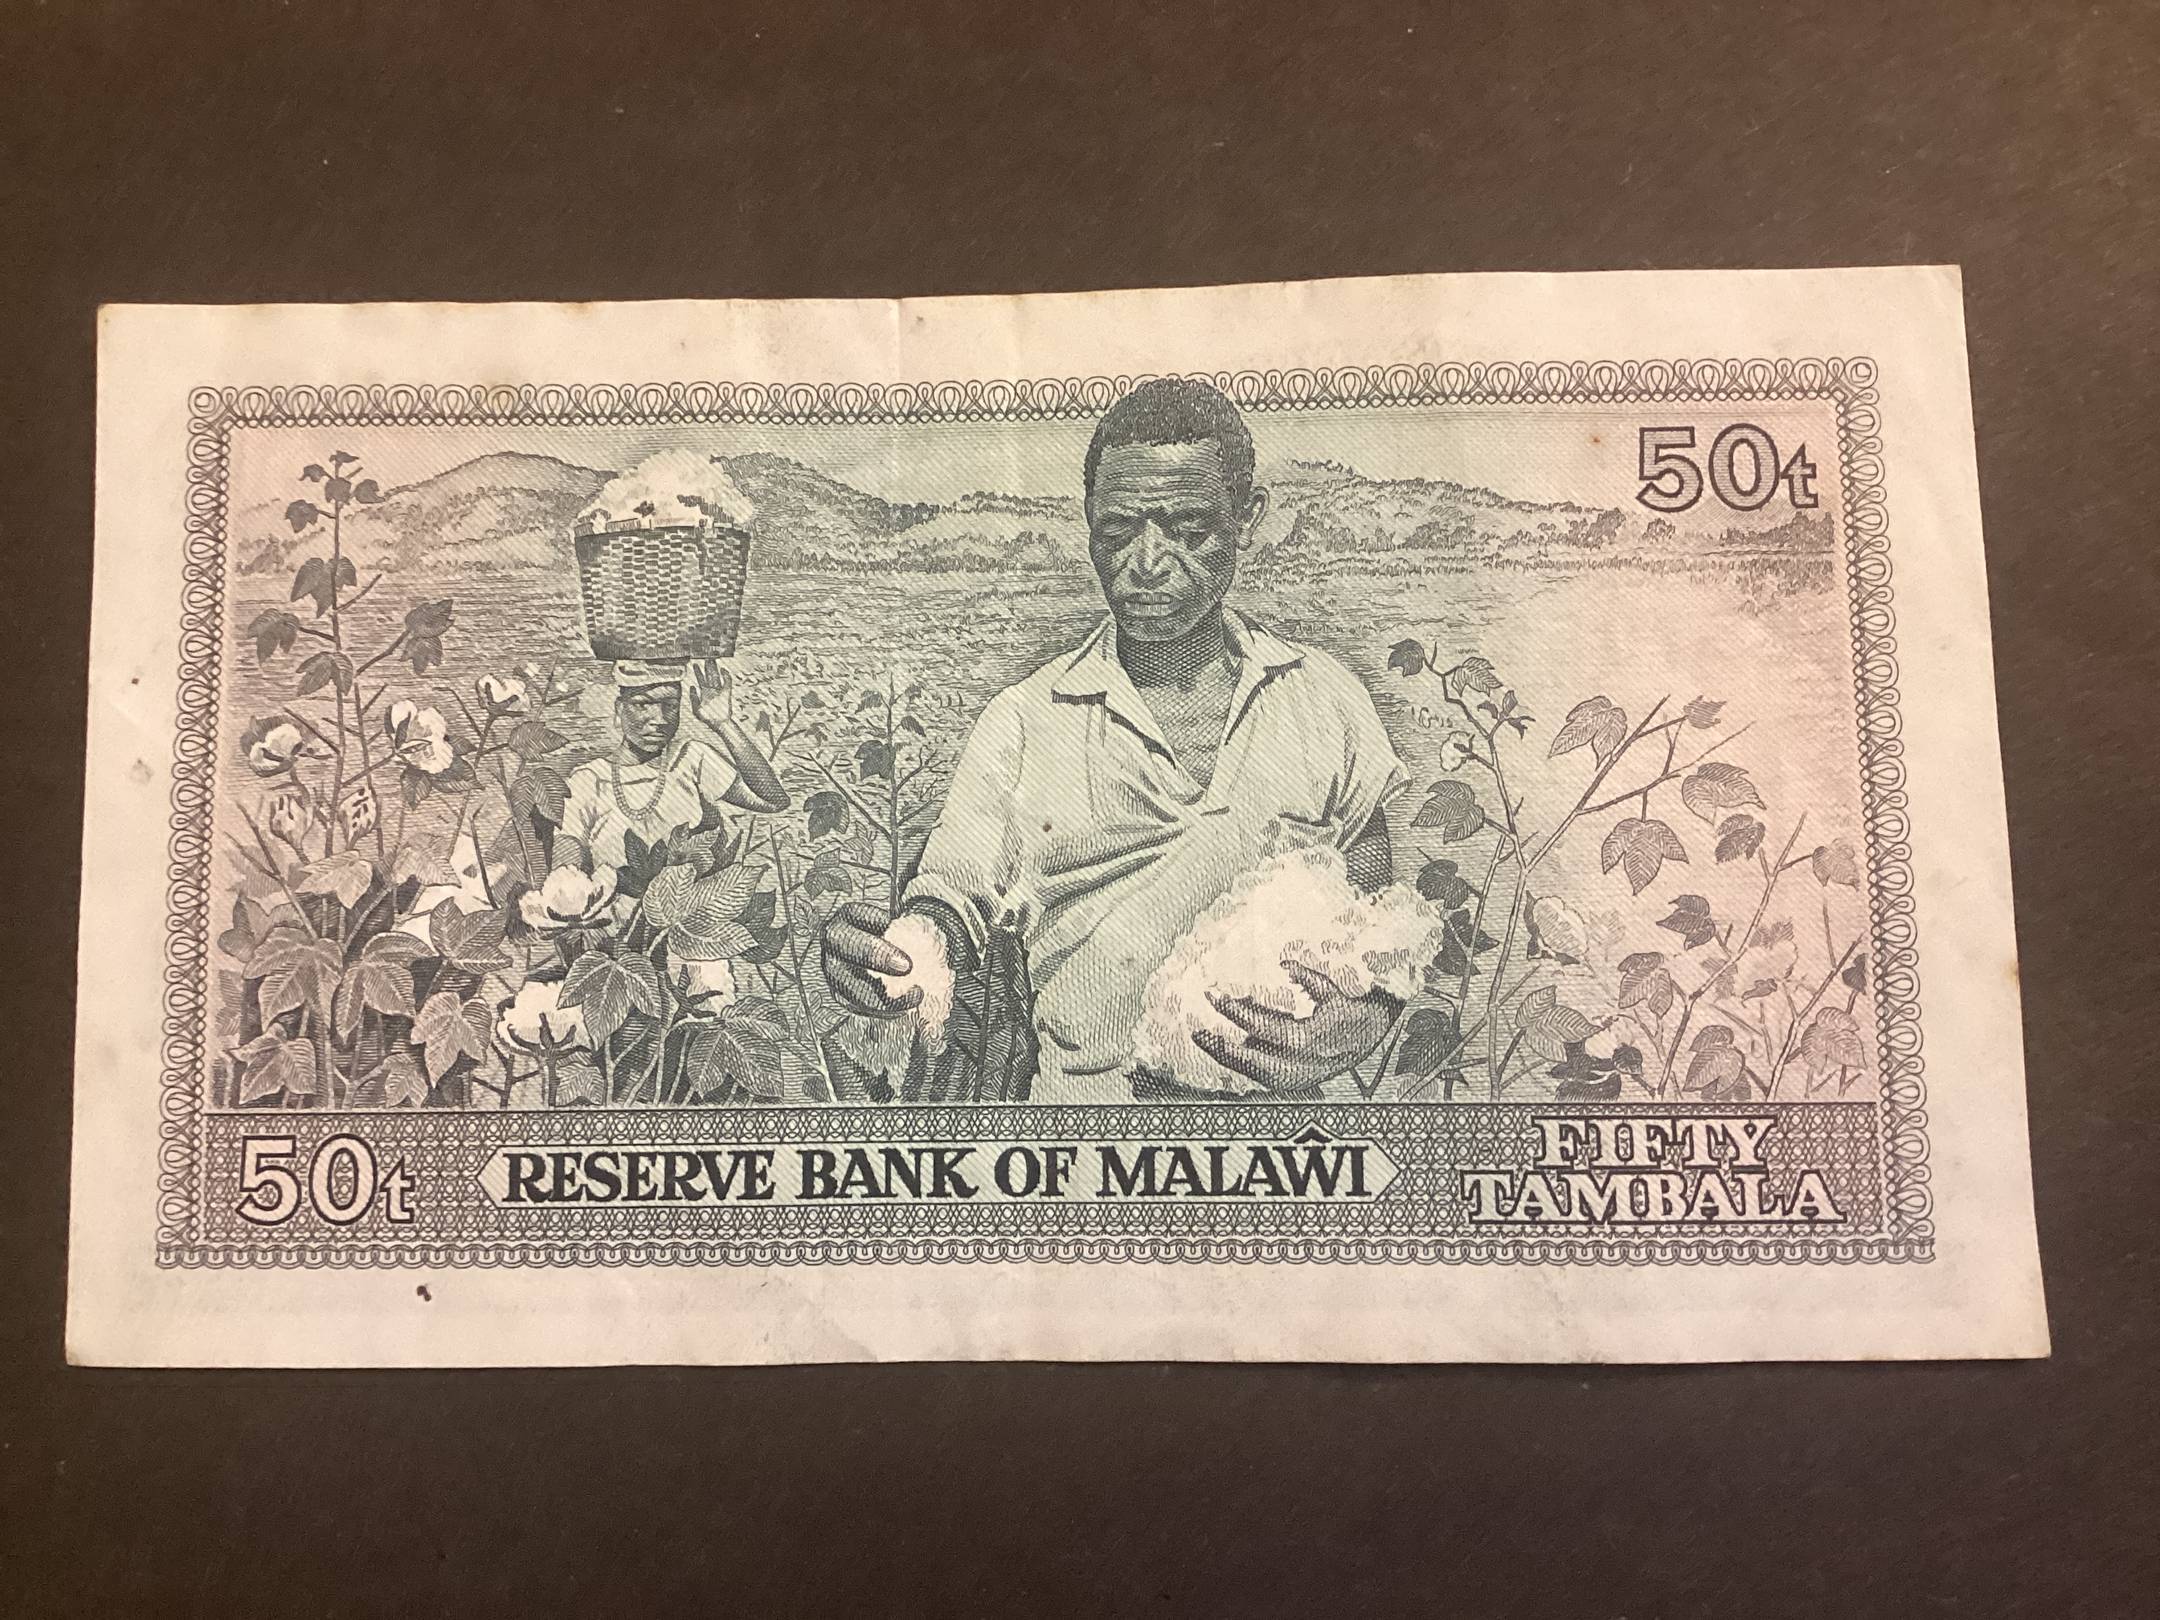 50t
50t
RESERVE BANK OF MALAŴI
FIFTY
TAMBALA